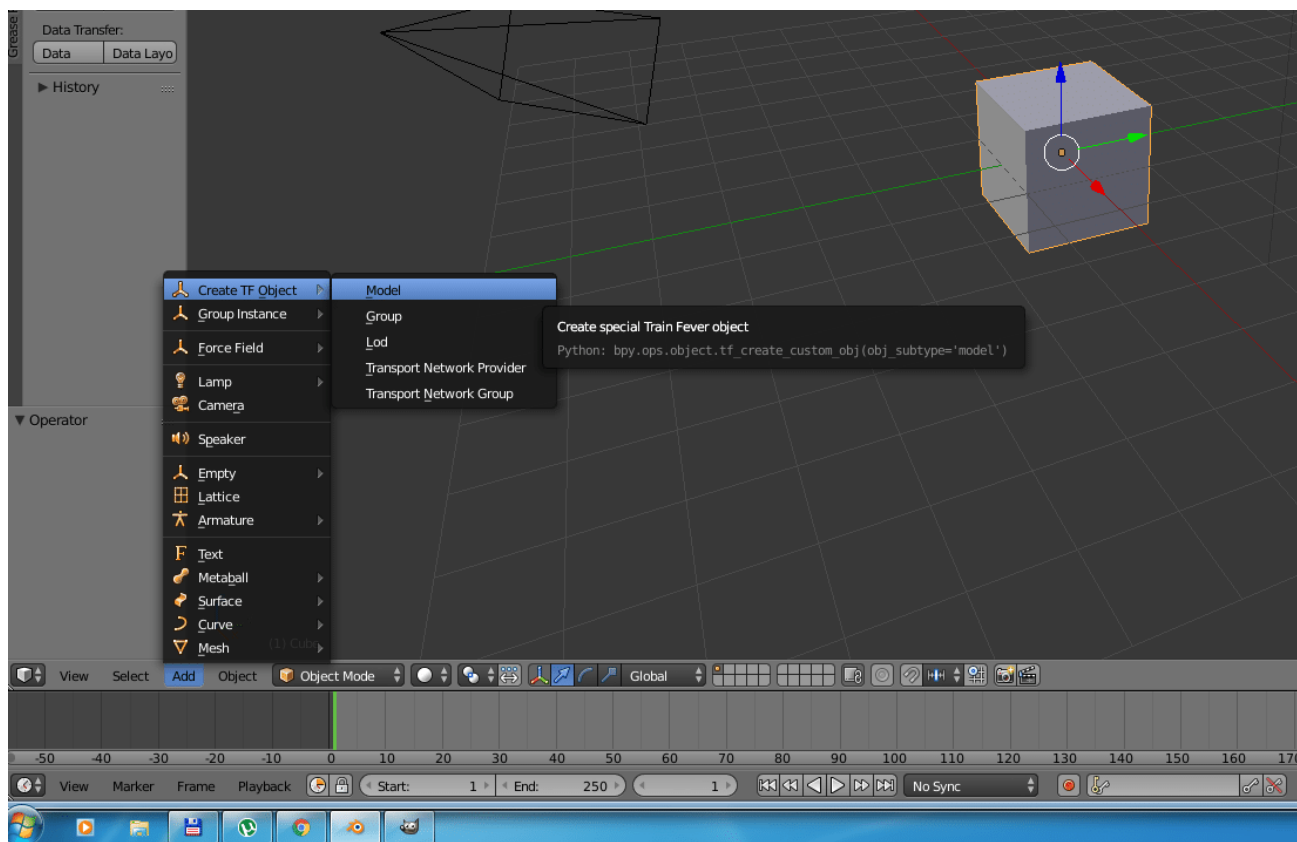 Grease
Data Transfer:
Data
Data Layo
History
Operator
Create TF Object
Group Instance
Force Field
Lamp
Camera
Speaker
Empty
Lattice
Armature
Text
Metaball
Surface
Curve
Mesh
(1) Cube
Model
Group
Lod
Transport Network Provider
Transport Network Group
Create special Train Fever object
Python: bpy.ops.object.tf_create_custom_obj(obj_subtype='model')
View Select Add Object Object Mode Global
-50 -40 -30 -20 -10 0 10 20 30 40 50 60 70 80 90 100 110 120 130 140 150 160 170
View Marker Frame Playback Start: 1 End: 250 1 No Sync